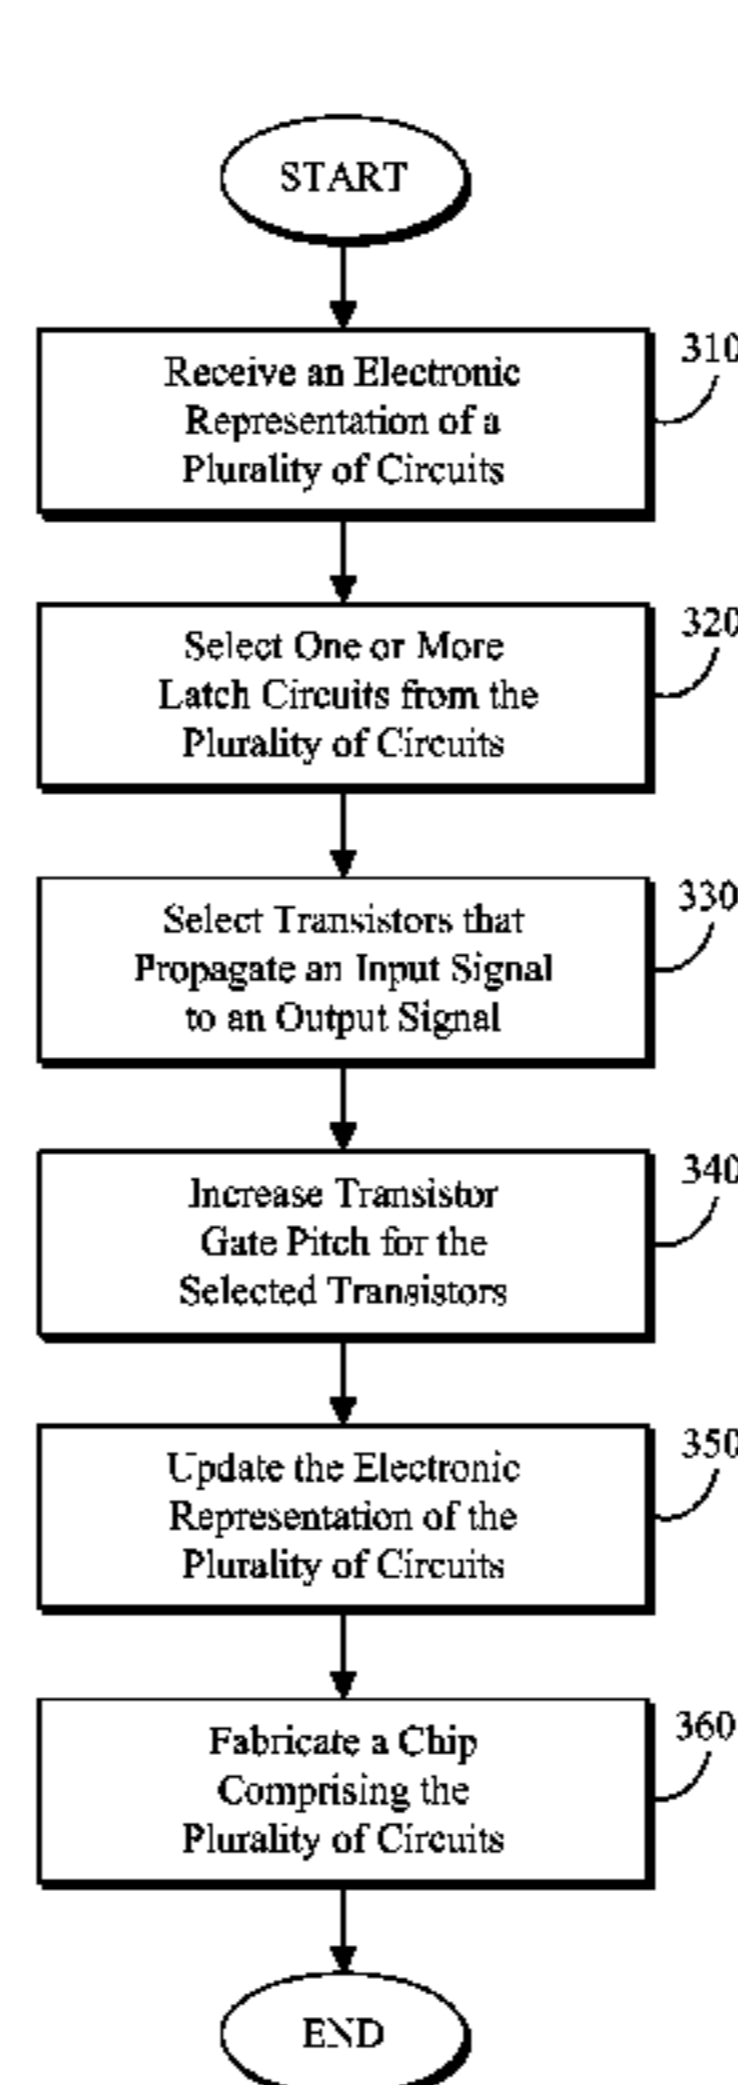 START
310
Receive an Electronic
Representation of a
Plurality of Circuits
320
Select One or More
Latch Circuits from the
Plurality of Circuits
330
Select Transistors that
Propagate an Input Signal
to an Output Signal
340
Increase Transistor
Gate Pitch for the
Selected Transistors
350
Update the Electronic
Representation of the
Plurality of Circuits
360
Fabricate a Chip
Comprising the
Plurality of Circuits
END